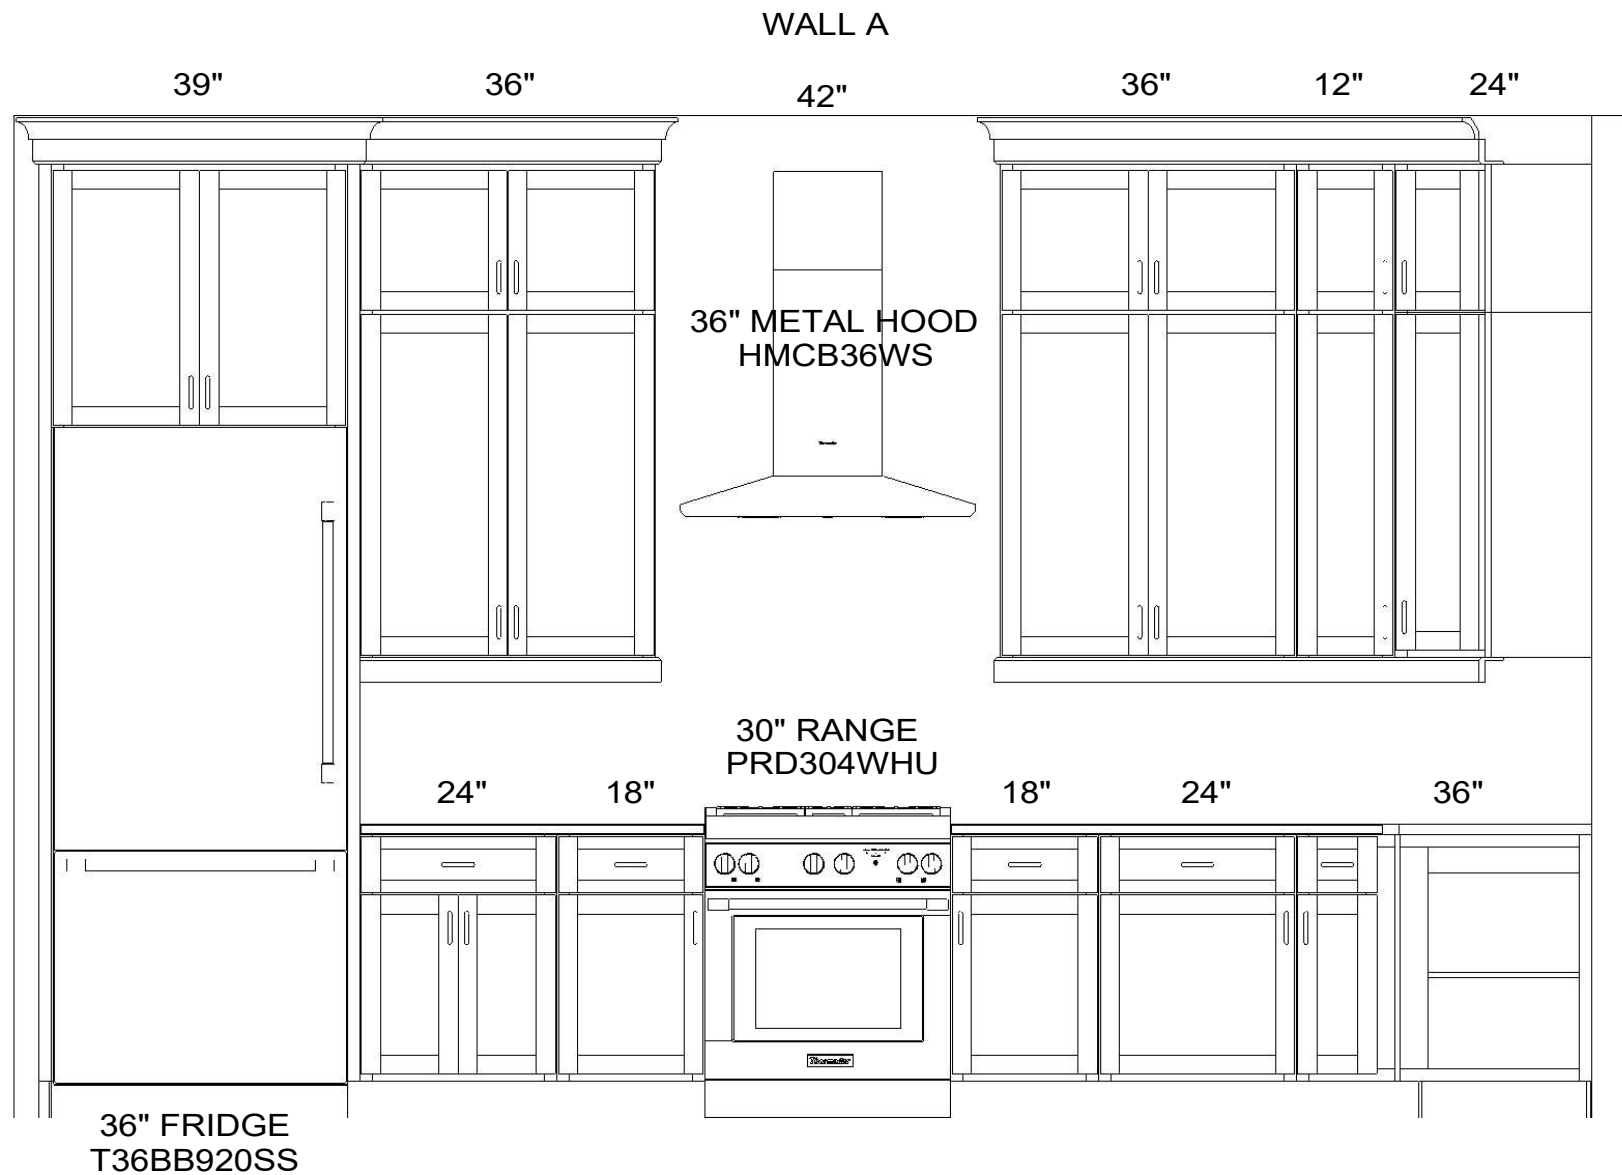 WALL A
39" 36" 42" 36" 12" 24"
36" METAL HOOD
HMCB36WS
30" RANGE
PRD304WHU
24" 18" 18" 24" 36"
36" FRIDGE
T36BB920SS